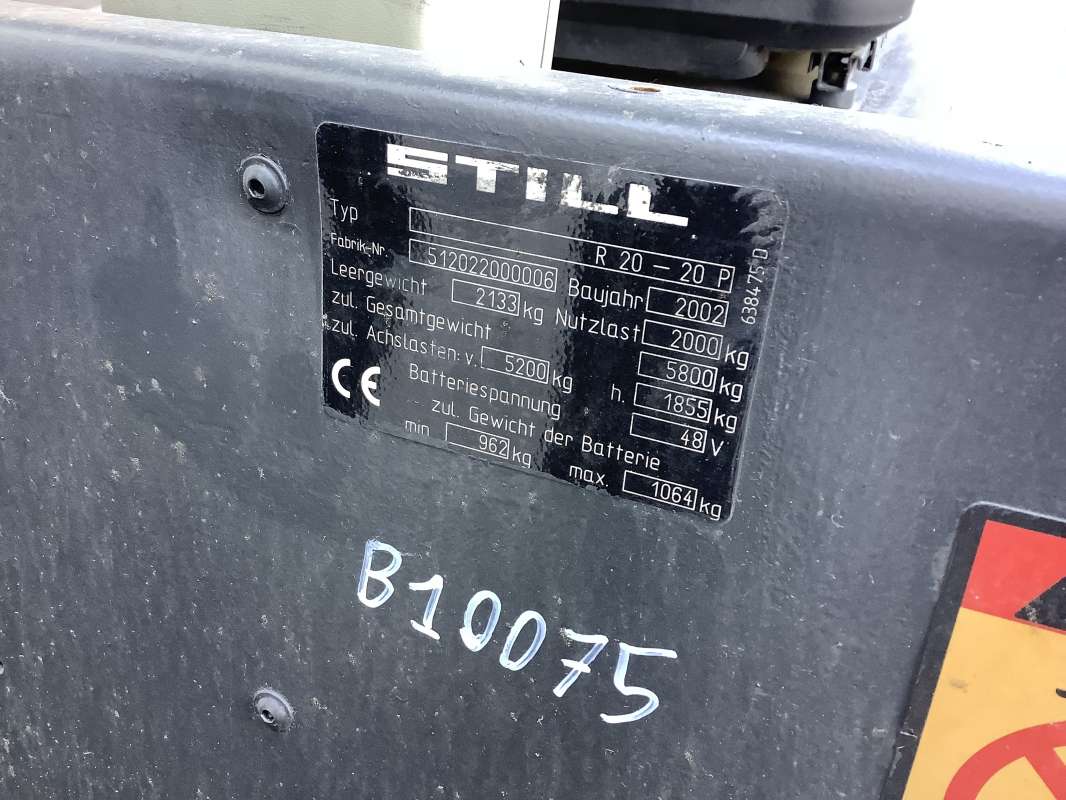 STILL
Typ R 20 – 20 P
Fabrik-Nr. 512022000006 Baujahr 2002
Leergewicht 2133 kg Nutzlast 2000 kg
zul. Gesamtgewicht 5800 kg
zul. Achslasten: v. 5200 kg h. 1855 kg
Batteriespannung 48 V
– zul. Gewicht der Batterie
min 962 kg max. 1064 kg
CE
638475 D
B10075